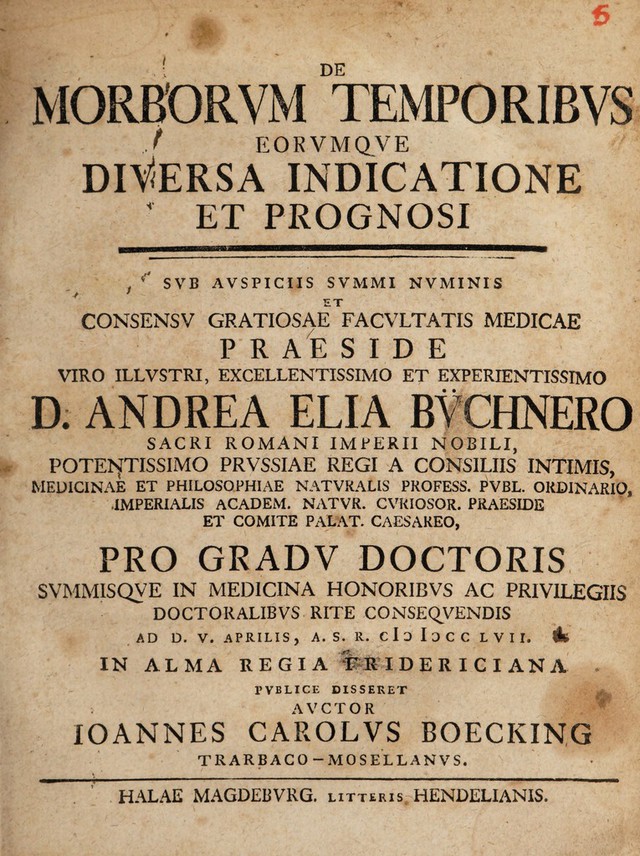 5
DE
MORBORVM TEMPORIBVS
EORVMQVE
DIVERSA INDICATIONE
ET PROGNOSI
SVB AVSPICIIS SVMMI NVMINIS
ET
CONSENSV GRATIOSAE FACVLTATIS MEDICAE
PRAESIDE
VIRO ILLVSTRI, EXCELLENTISSIMO ET EXPERIENTISSIMO
D. ANDREA ELIA BṺCHNERO
SACRI ROMANI IMPERII NOBILI,
POTENTISSIMO PRVSSIAE REGI A CONSILIIS INTIMIS,
MEDICINAE ET PHILOSOPHIAE NATVRALIS PROFESS. PVBL. ORDINARIO,
IMPERIALIS ACADEM. NATVR. CVRIOSOR. PRAESIDE
ET COMITE PALAT. CAESAREO,
PRO GRADV DOCTORIS
SVMMISQVE IN MEDICINA HONORIBVS AC PRIVILEGIIS
DOCTORALIBVS RITE CONSEQVENDIS
AD D. V. APRILIS, A. S. R. cIↃ IↃcc LVII.
IN ALMA REGIA FRIDERICIANA
PVBLICE DISSERET
AVCTOR
IOANNES CAROLVS BOECKING
TRARBACO-MOSELLANVS.
HALAE MAGDEBVRG. LITTERIS HENDELIANIS.